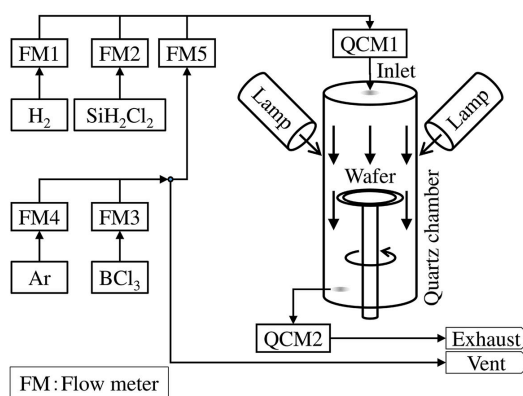 FM1
FM2
FM5
QCM1
Inlet
H₂
SiH₂Cl₂
Lamp
Lamp
Wafer
FM4
FM3
Ar
BCl₃
Quartz chamber
QCM2
Exhaust
Vent
FM : Flow meter